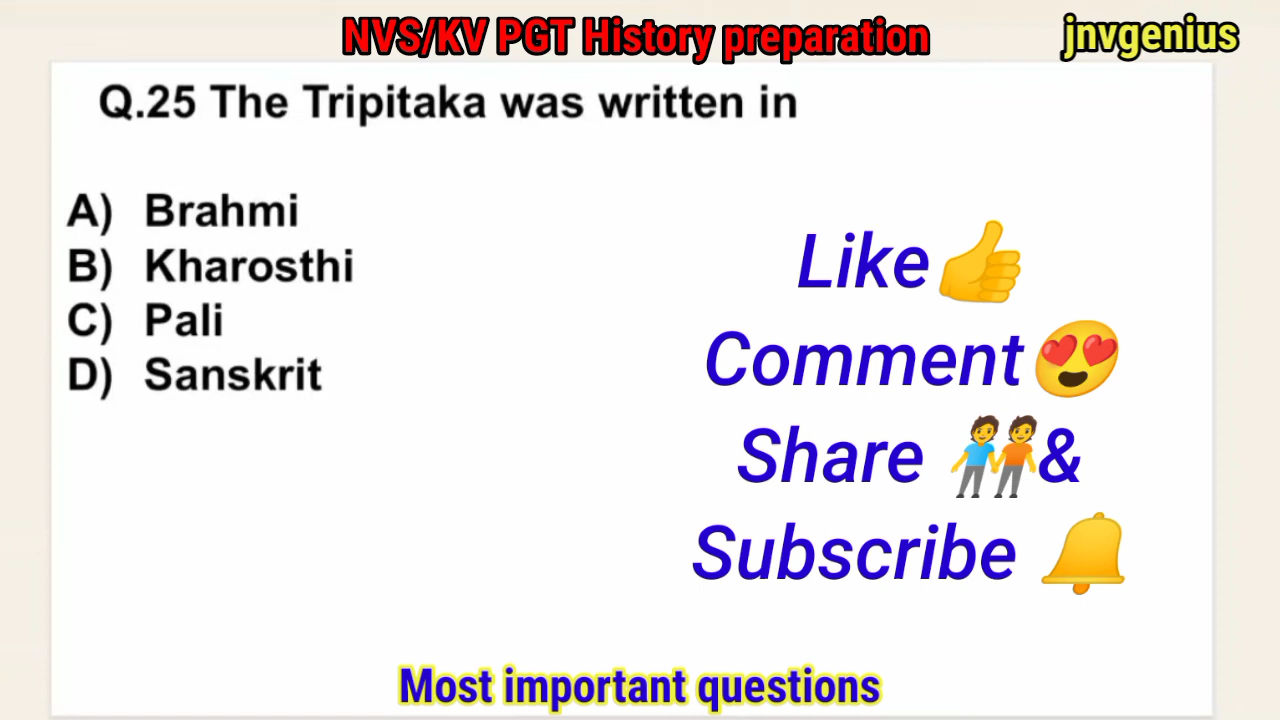 NVS/KV PGT History preparation
jnvgenius
Q.25 The Tripitaka was written in
A) Brahmi
B) Kharosthi
C) Pali
D) Sanskrit
Like👍
Comment😍
Share 🧑‍🤝‍🧑&
Subscribe 🔔
Most important questions